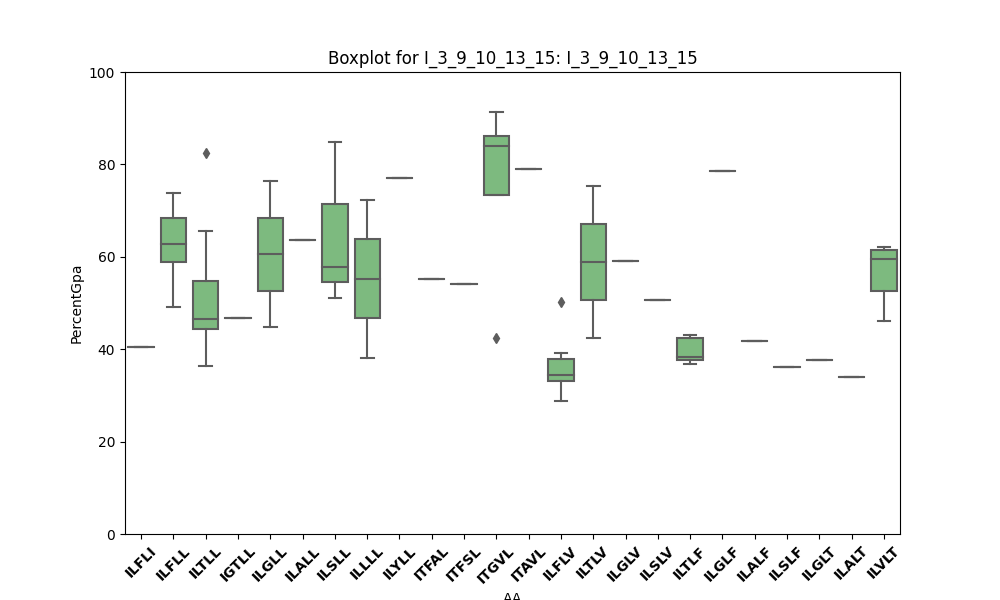 Boxplot for I_3_9_10_13_15: I_3_9_10_13_15
100
80
60
40
20
0
PercentGpa
ILFLI
ILFLL
ILTLL
IGTLL
ILGLL
ILALL
ILSLL
ILLLL
ILYLL
ITFAL
ITFSL
ITGVL
ITAVL
ILFLV
ILTLV
ILGLV
ILSLV
ILTLF
ILGLF
ILALF
ILSLF
ILGLT
ILALT
ILVLT
AA